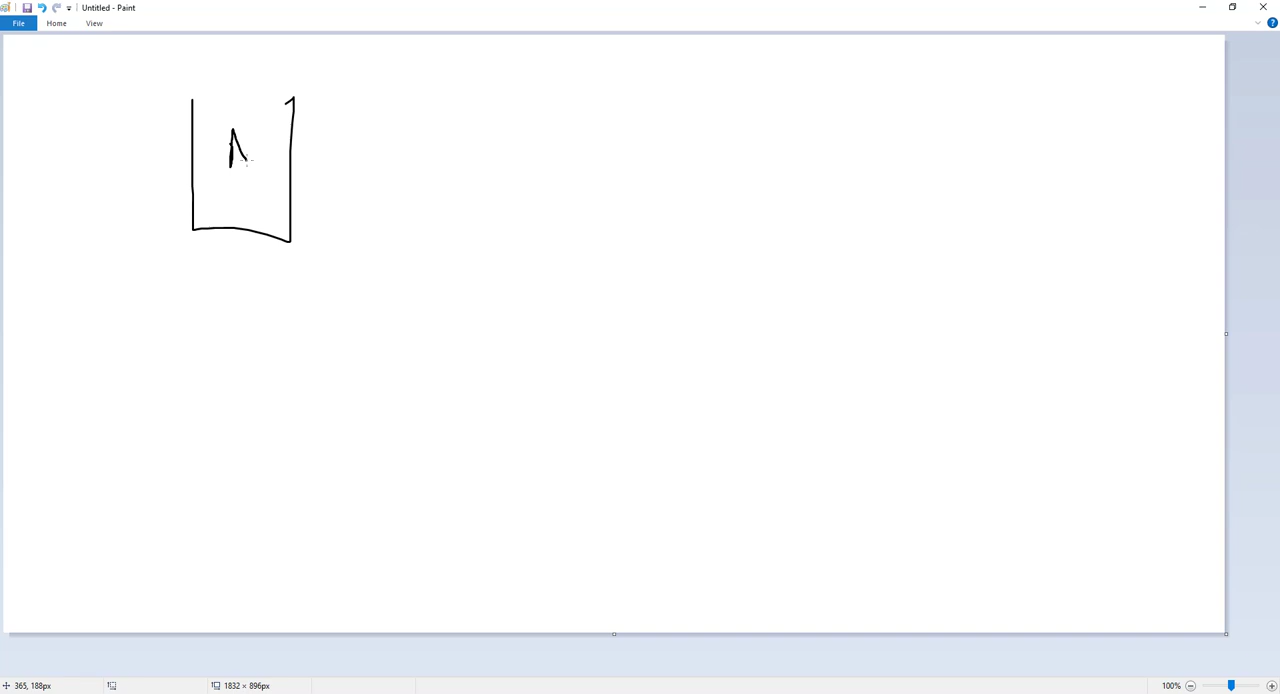 Untitled - Paint
File Home View
365, 188px
1832 × 896px
100%